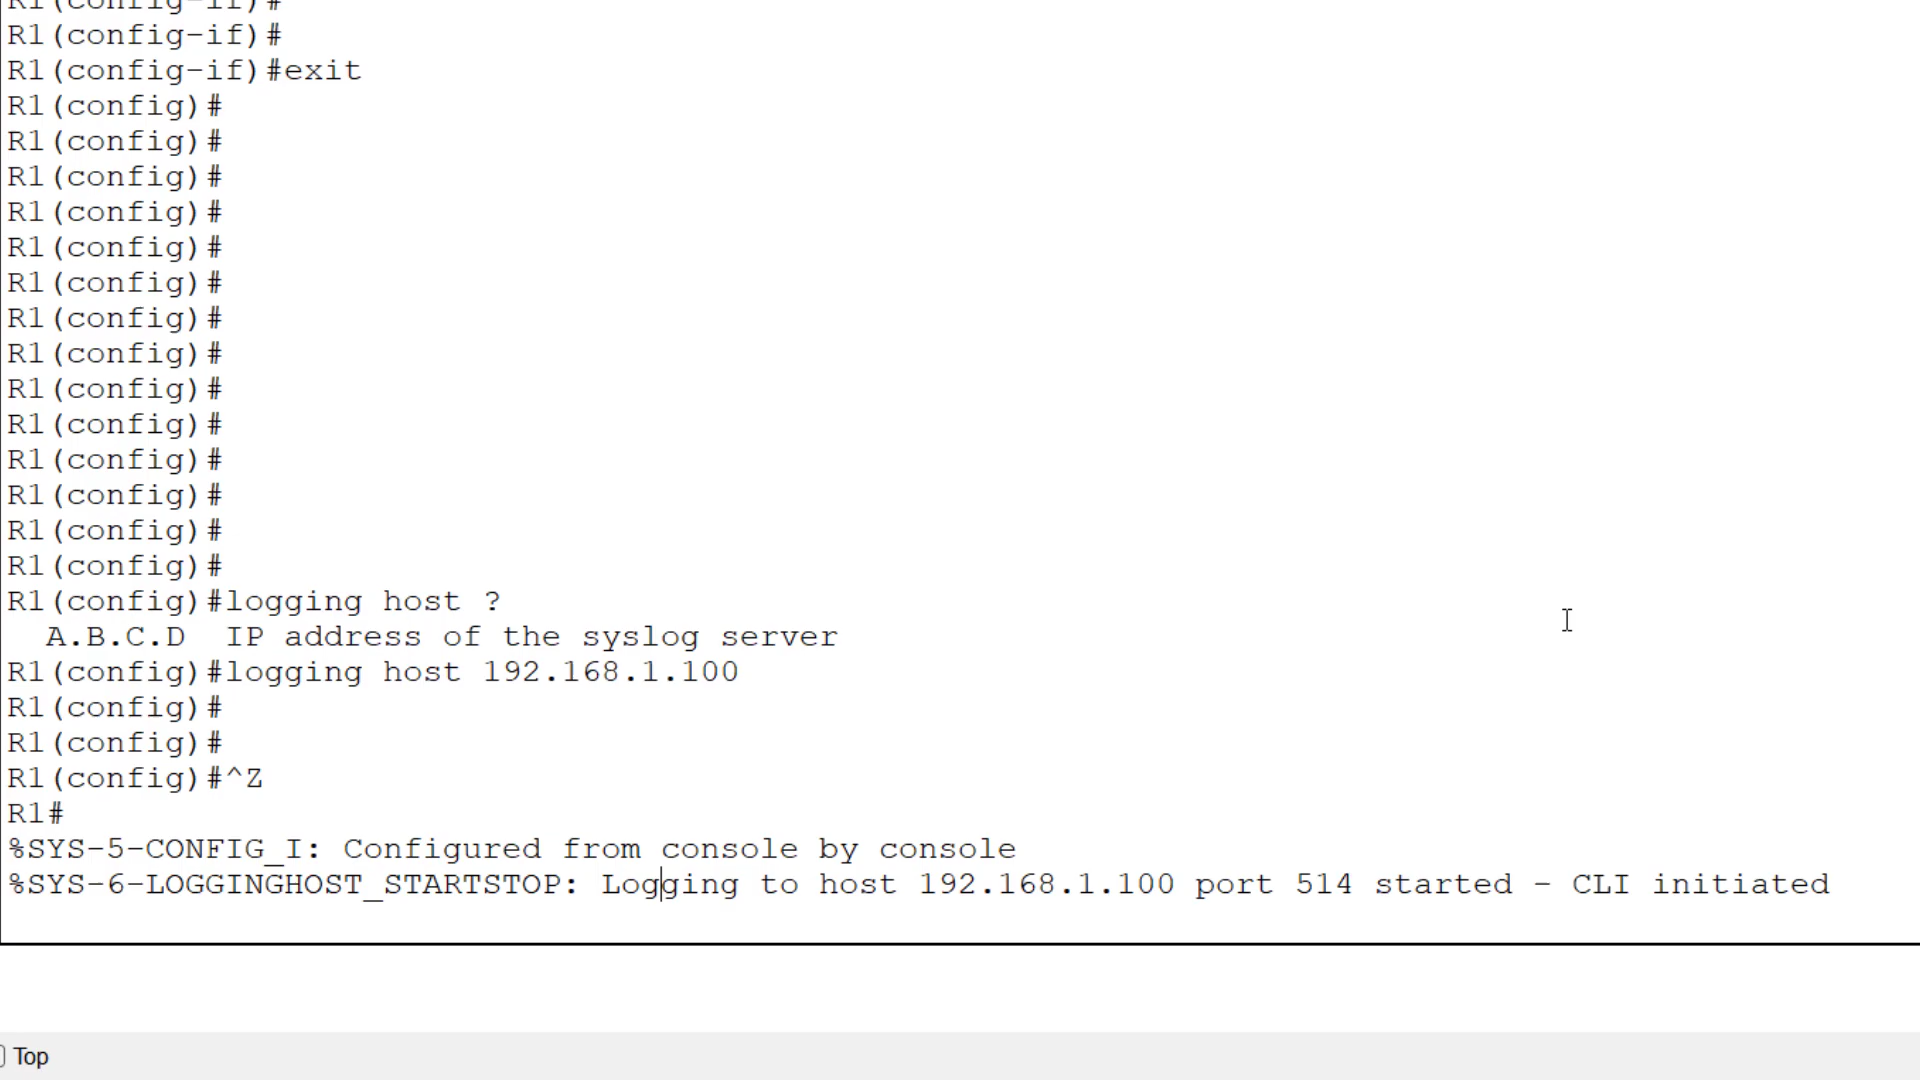 R1(config-if)#
R1(config-if)#
R1(config-if)#exit
R1(config)#
R1(config)#
R1(config)#
R1(config)#
R1(config)#
R1(config)#
R1(config)#
R1(config)#
R1(config)#
R1(config)#
R1(config)#
R1(config)#
R1(config)#
R1(config)#
R1(config)#logging host ?
  A.B.C.D  IP address of the syslog server
R1(config)#logging host 192.168.1.100
R1(config)#
R1(config)#
R1(config)#^Z
R1#
%SYS-5-CONFIG_I: Configured from console by console
%SYS-6-LOGGINGHOST_STARTSTOP: Logging to host 192.168.1.100 port 514 started - CLI initiated
Top